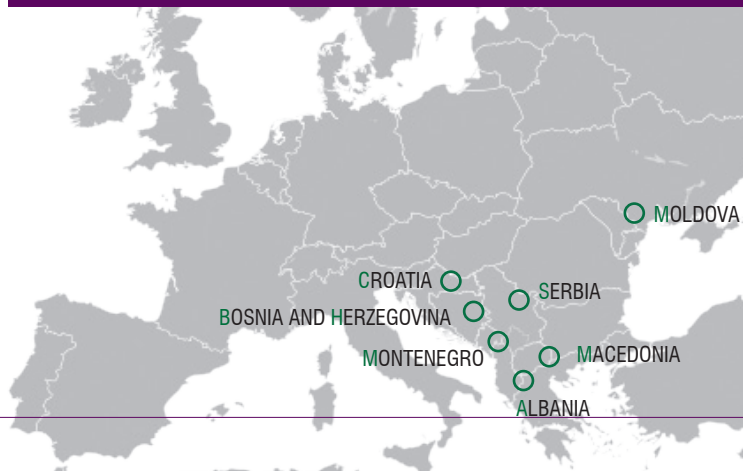 MOLDOVA
CROATIA
SERBIA
BOSNIA AND HERZEGOVINA
MONTENEGRO
MACEDONIA
ALBANIA